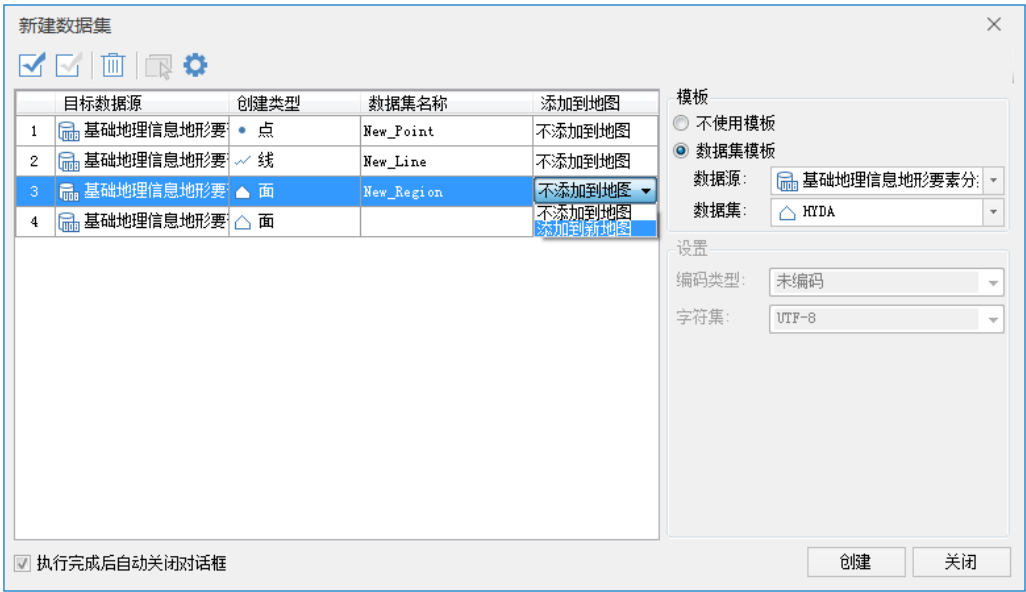 新建数据集
目标数据源 创建类型 数据集名称 添加到地图
1 基础地理信息地形要 点 New_Point 不添加到地图
2 基础地理信息地形要 线 New_Line 不添加到地图
3 基础地理信息地形要 面 New_Region 不添加到地图
4 基础地理信息地形要 面 不添加到地图
添加到新地图
模板
不使用模板
数据集模板
数据源: 基础地理信息地形要素分
数据集: HYDA
设置
编码类型: 未编码
字符集: UTF-8
执行完成后自动关闭对话框
创建 关闭